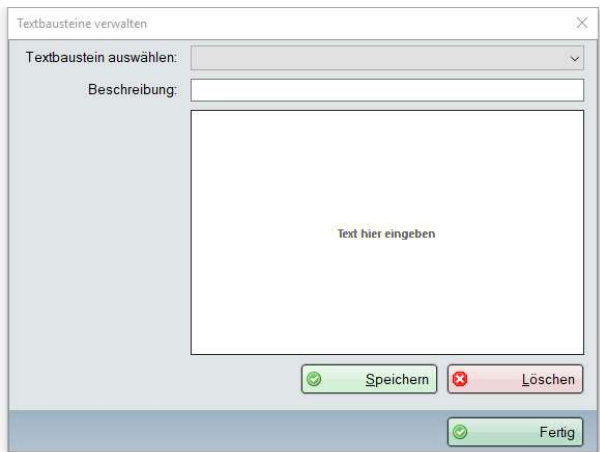 Textbausteine verwalten
Textbaustein auswählen:
Beschreibung:
Text hier eingeben
Speichern
Löschen
Fertig